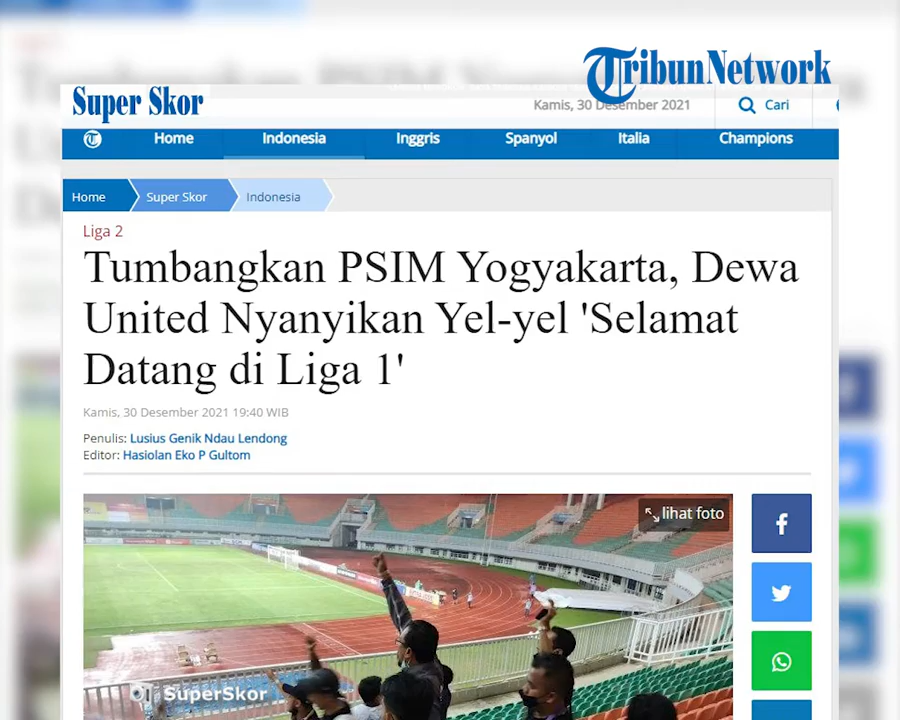 Tribun Network
Super Skor
Kamis, 30 Desember 2021
Cari
Home
Indonesia
Inggris
Spanyol
Italia
Champions
Home
Super Skor
Indonesia
Liga 2
Tumbangkan PSIM Yogyakarta, Dewa
United Nyanyikan Yel-yel 'Selamat
Datang di Liga 1'
Kamis, 30 Desember 2021 19:40 WIB
Penulis: Lusius Genik Ndau Lendong
Editor: Hasiolan Eko P Gultom
lihat foto
SuperSkor